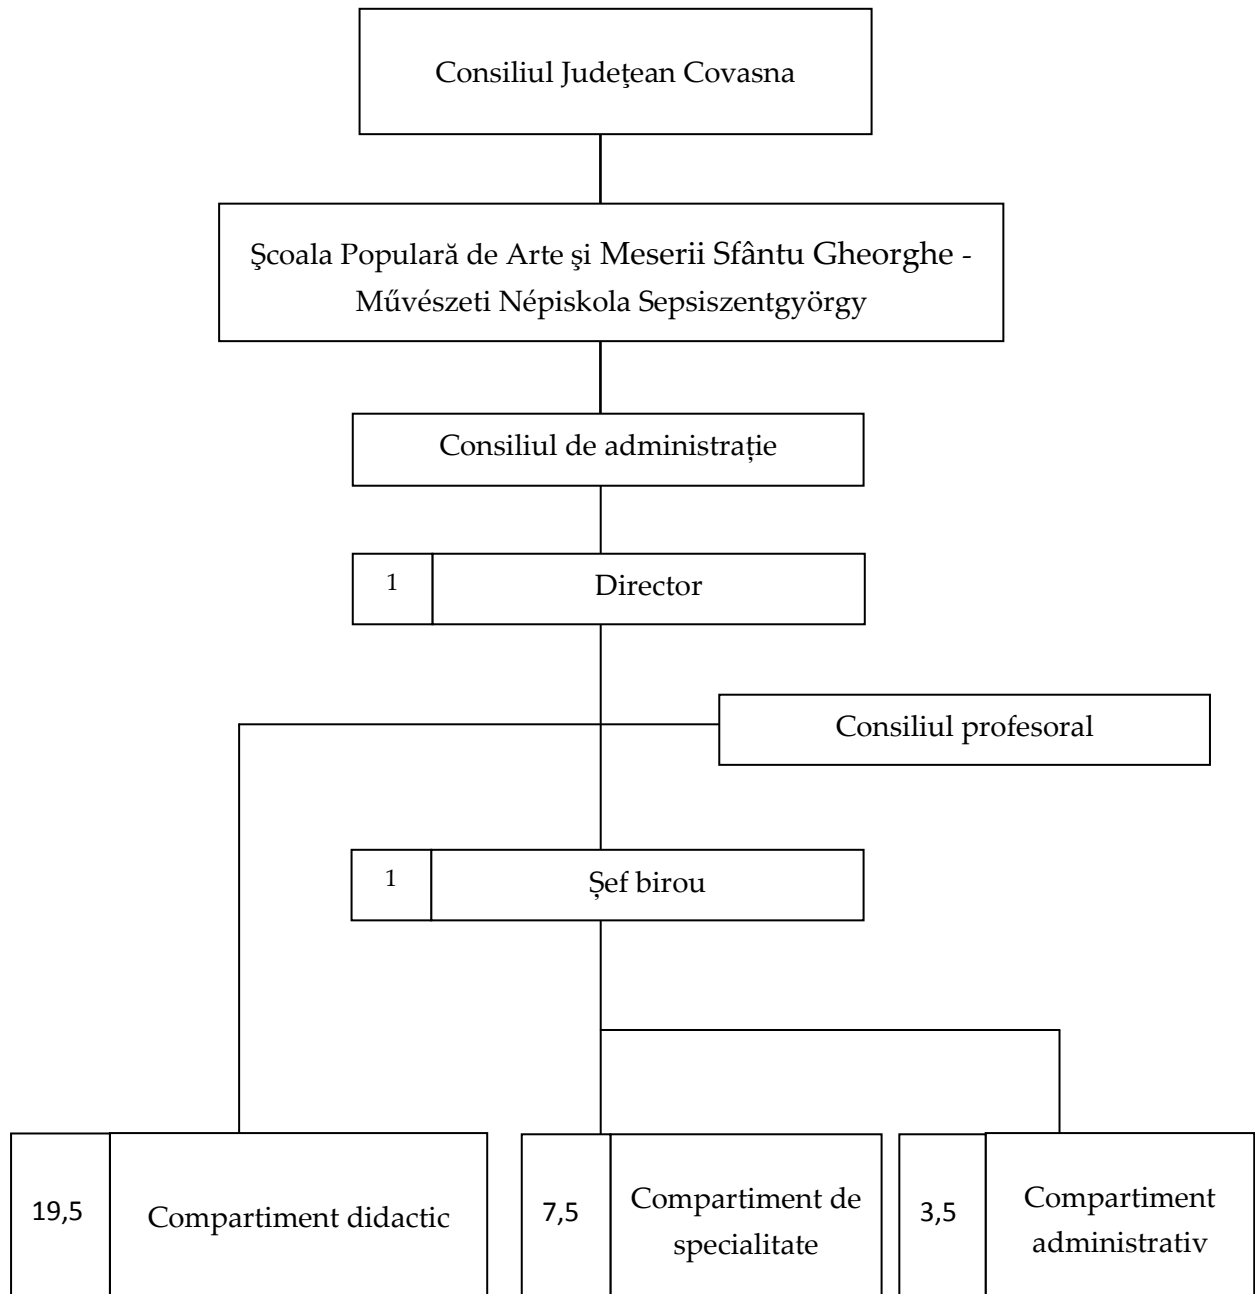 Consiliul Judeţean Covasna
Şcoala Populară de Arte şi Meserii Sfântu Gheorghe -
Művészeti Népiskola Sepsiszentgyörgy
Consiliul de administrație
1
Director
Consiliul profesoral
1
Șef birou
19,5
Compartiment didactic
7,5
Compartiment de
specialitate
3,5
Compartiment
administrativ